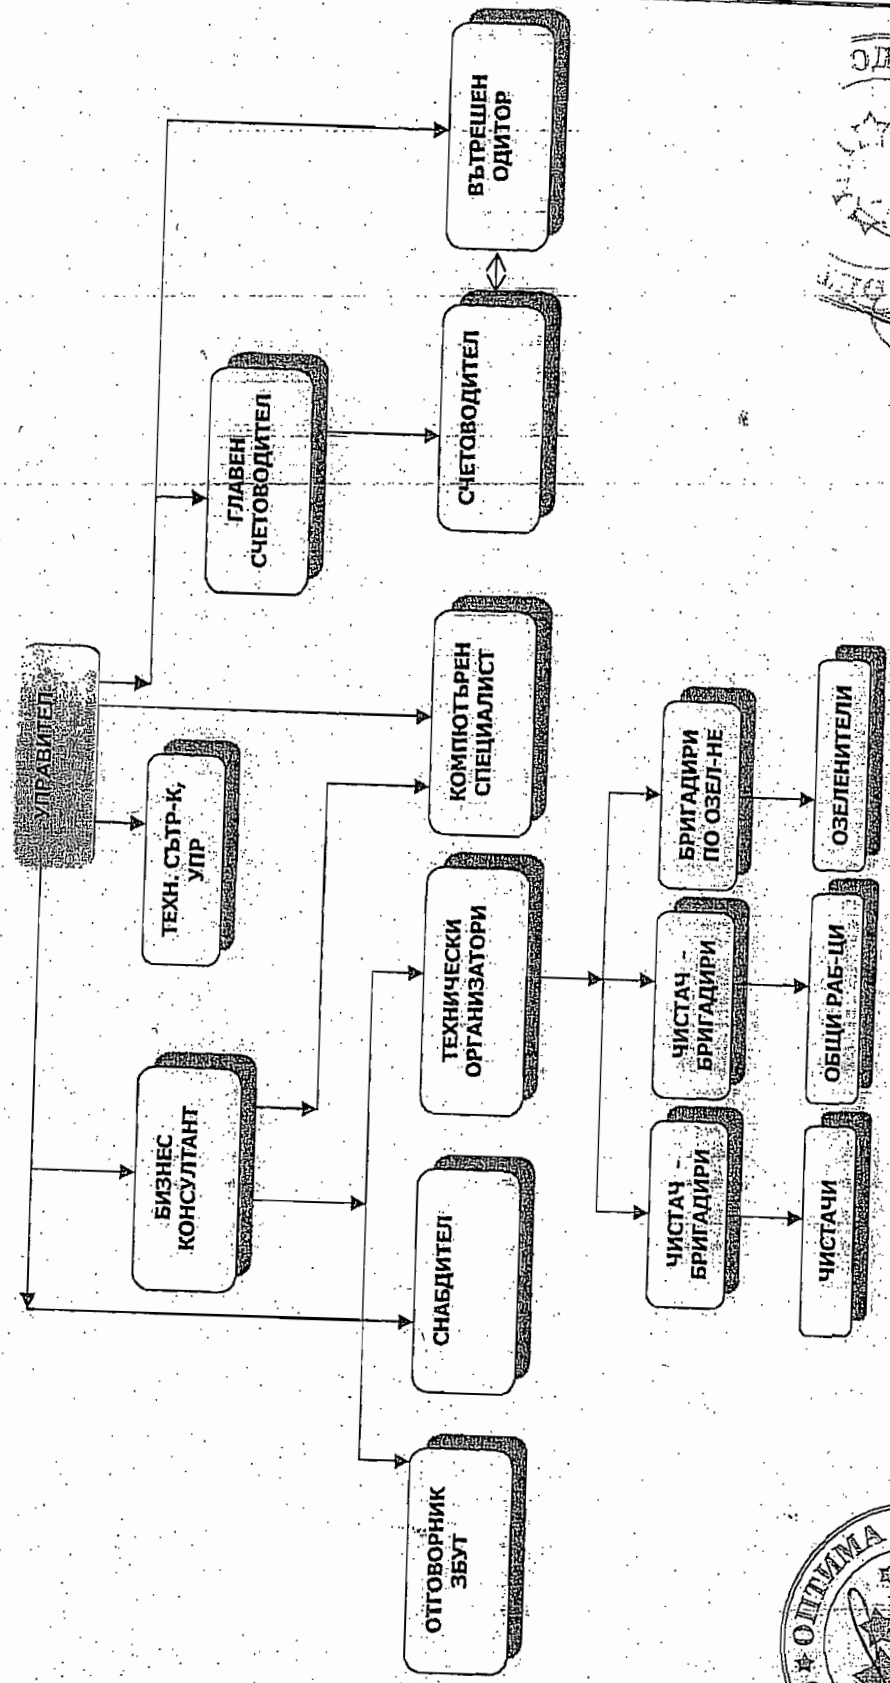 УПРАВИТЕЛ
ТЕХН. СЪТР-К,
УПР
БИЗНЕС
КОНСУЛТАНТ
ГЛАВЕН
СЧЕТОВОДИТЕЛ
ОТГОВОРНИК
ЗБУТ
СНАБДИТЕЛ
ТЕХНИЧЕСКИ
ОРГАНИЗАТОРИ
КОМПЮТЪРЕН
СПЕЦИАЛИСТ
СЧЕТОВОДИТЕЛ
ВЪТРЕШЕН
ОДИТОР
ЧИСТАЧ –
БРИГАДИРИ
ЧИСТАЧ –
БРИГАДИРИ
БРИГАДИРИ
ПО ОЗЕЛ-НЕ
ЧИСТАЧИ
ОБЩИ РАБ-ЦИ
ОЗЕЛЕНИТЕЛИ
ОПТИМА